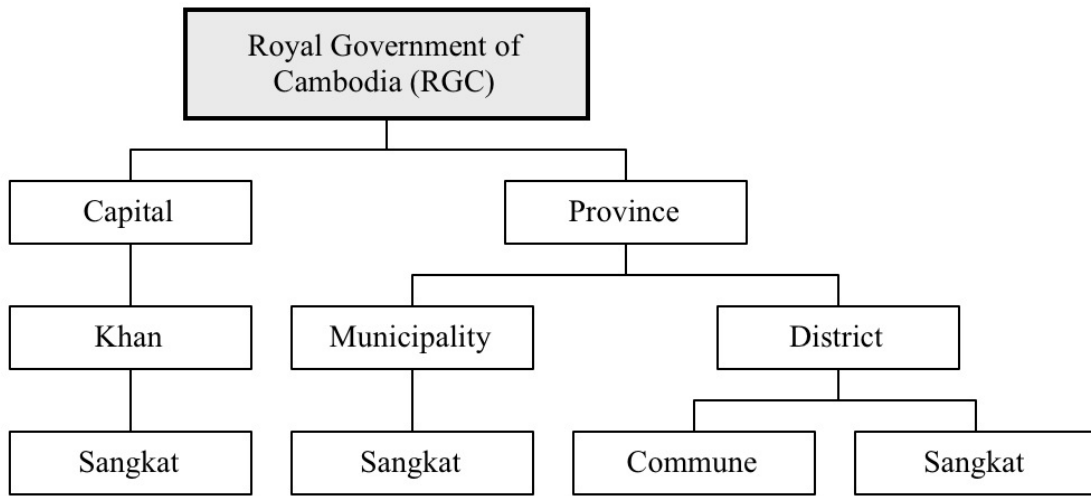 Royal Government of
Cambodia (RGC)
Capital
Province
Khan
Municipality
District
Sangkat
Sangkat
Commune
Sangkat